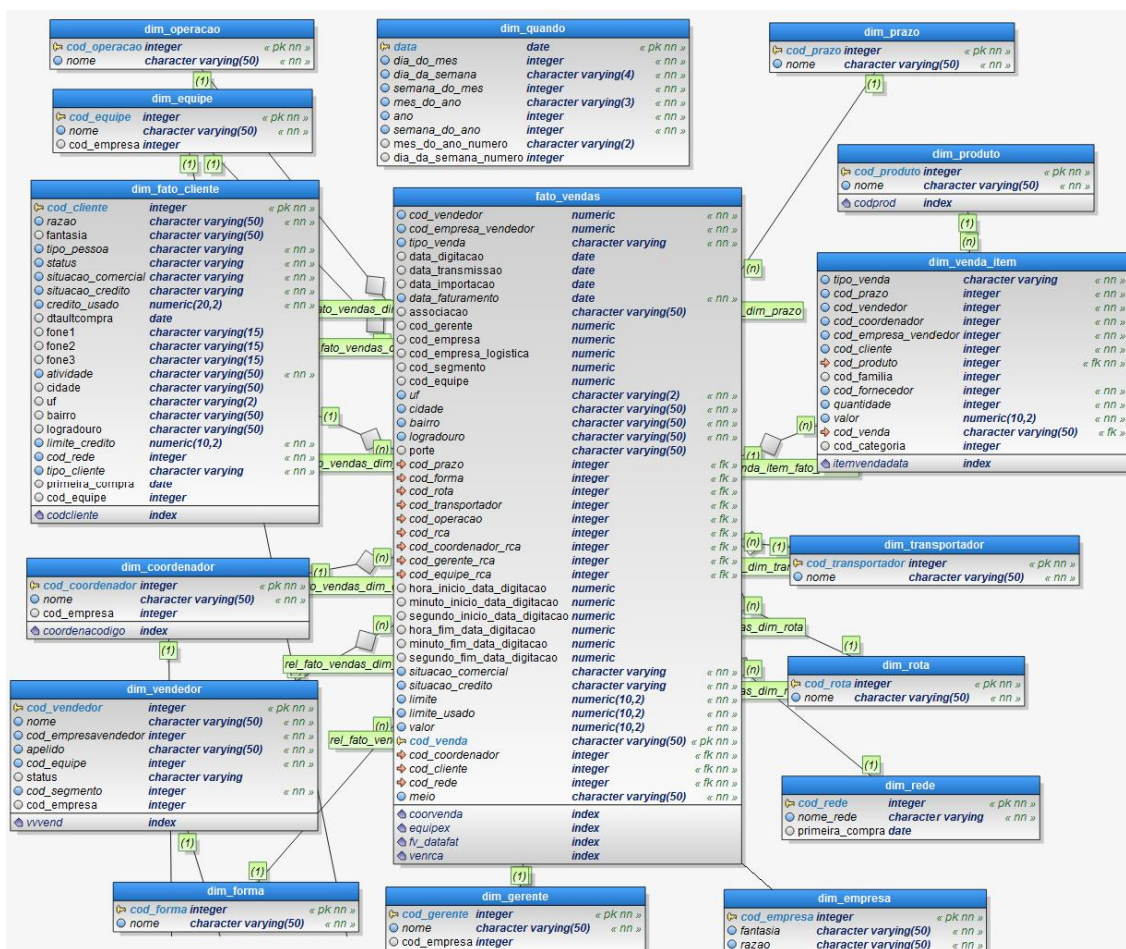 dim_operacao
cod_operacao integer « pk nn »
nome character varying(50) « nn »
(1)
dim_equipe
cod_equipe integer « pk nn »
nome character varying(50) « nn »
cod_empresa integer
(1) (1)
dim_fato_cliente
cod_cliente integer « pk nn »
razao character varying(50) « nn »
fantasia character varying(50)
tipo_pessoa character varying « nn »
status character varying « nn »
situacao_comercial character varying « nn »
situacao_credito character varying « nn »
credito_usado numeric(20,2) « nn »
dtaultcompra date
fone1 character varying(15)
fone2 character varying(15)
fone3 character varying(15)
atividade character varying(50) « nn »
cidade character varying(50)
uf character varying(2)
bairro character varying(50)
logradouro character varying(50)
limite_credito numeric(10,2) « nn »
cod_rede integer « nn »
tipo_cliente character varying « nn »
primeira_compra date
cod_equipe integer
codcliente index
dim_coordenador
cod_coordenador integer « pk nn »
nome character varying(50) « nn »
cod_empresa integer
coordenacodigo index
(1)
dim_vendedor
cod_vendedor integer « pk nn »
nome character varying(50) « nn »
cod_empresavendedor integer « nn »
apelido character varying(50) « nn »
cod_equipe integer « nn »
status character varying
cod_segmento integer « nn »
cod_empresa integer
vvvend index
(1)
(1)
dim_forma
cod_forma integer « pk nn »
nome character varying(50) « nn »
dim_quando
data date « pk nn »
dia_do_mes integer « nn »
dia_da_semana character varying(4) « nn »
semana_do_mes integer « nn »
mes_do_ano character varying(3) « nn »
ano integer « nn »
semana_do_ano integer « nn »
mes_do_ano_numero character varying(2)
dia_da_semana_numero integer
ato_vendas_di
fato_vendas_d
(1)
(n)
o_vendas_dim_
(n)
(1)
o_vendas_dim_
(n)
rel_fato_vendas_dim_
(n)
rel_fato_ven
fato_vendas
cod_vendedor numeric « nn »
cod_empresa_vendedor numeric « nn »
tipo_venda character varying « nn »
data_digitacao date
data_transmissao date
data_importacao date
data_faturamento date « nn »
associacao character varying(50)
cod_gerente numeric
cod_empresa numeric
cod_empresa_logistica numeric
cod_segmento numeric
cod_equipe numeric
uf character varying(2) « nn »
cidade character varying(50) « nn »
bairro character varying(50) « nn »
logradouro character varying(50) « nn »
porte character varying(50)
cod_prazo integer « fk »
cod_forma integer « fk »
cod_rota integer « fk »
cod_transportador integer « fk »
cod_operacao integer « fk »
cod_rca integer « fk »
cod_coordenador_rca integer « fk »
cod_gerente_rca integer « fk »
cod_equipe_rca integer « fk »
hora_inicio_data_digitacao numeric
minuto_inicio_data_digitacao numeric
segundo_inicio_data_digitacao numeric
hora_fim_data_digitacao numeric
minuto_fim_data_digitacao numeric
segundo_fim_data_digitacao numeric
situacao_comercial character varying « nn »
situacao_credito character varying « nn »
limite numeric(10,2) « nn »
limite_usado numeric(10,2) « nn »
valor numeric(10,2) « nn »
cod_venda character varying(50) « pk nn »
cod_coordenador integer « fk nn »
cod_cliente integer « fk nn »
cod_rede integer « fk nn »
meio character varying(50) « nn »
coorvenda index
equipex index
fv_datafat index
venrca index
(1)
dim_gerente
cod_gerente integer « pk nn »
nome character varying(50) « nn »
cod_empresa integer
dim_prazo
cod_prazo integer « pk nn »
nome character varying(50) « nn »
(1)
(n)
_dim_prazo
dim_produto
cod_produto integer « pk nn »
nome character varying(50) « nn »
codprod index
(1)
(n)
dim_venda_item
tipo_venda character varying « nn »
cod_prazo integer « nn »
cod_vendedor integer « nn »
cod_coordenador integer « nn »
cod_empresa_vendedor integer « nn »
cod_cliente integer « nn »
cod_produto integer « fk nn »
cod_familia integer
cod_fornecedor integer « nn »
quantidade integer « nn »
valor numeric(10,2) « nn »
cod_venda character varying(50) « fk »
cod_categoria integer
itemvendadata index
(n)
(1)
nda_item_fato_
(n) (1)
_dim_tran
dim_transportador
cod_transportador integer « pk nn »
nome character varying(50) « nn »
(n)
as_dim_rota
(1)
dim_rota
cod_rota integer « pk nn »
nome character varying(50) « nn »
(n)
as_dim_r
(1)
dim_rede
cod_rede integer « pk nn »
nome_rede character varying « nn »
primeira_compra date
dim_empresa
cod_empresa integer « pk nn »
fantasia character varying(50) « nn »
razao character varying(50) « nn »